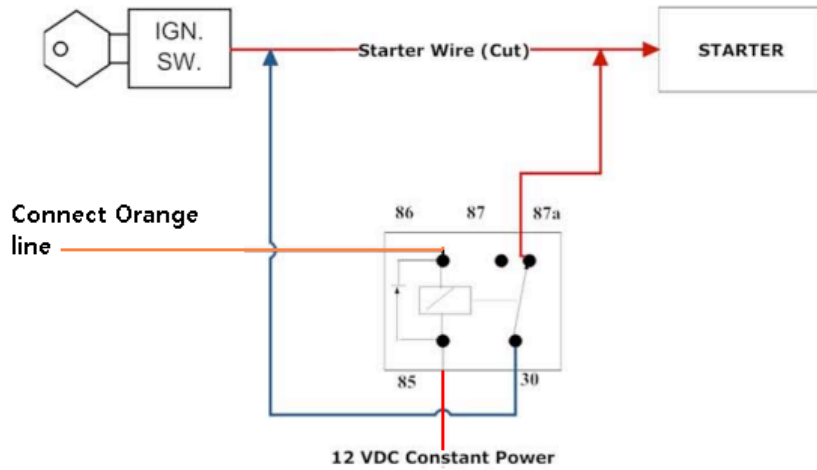 IGN.
SW.
Starter Wire (Cut)
STARTER
Connect Orange
line
86 87 87a
85 30
12 VDC Constant Power